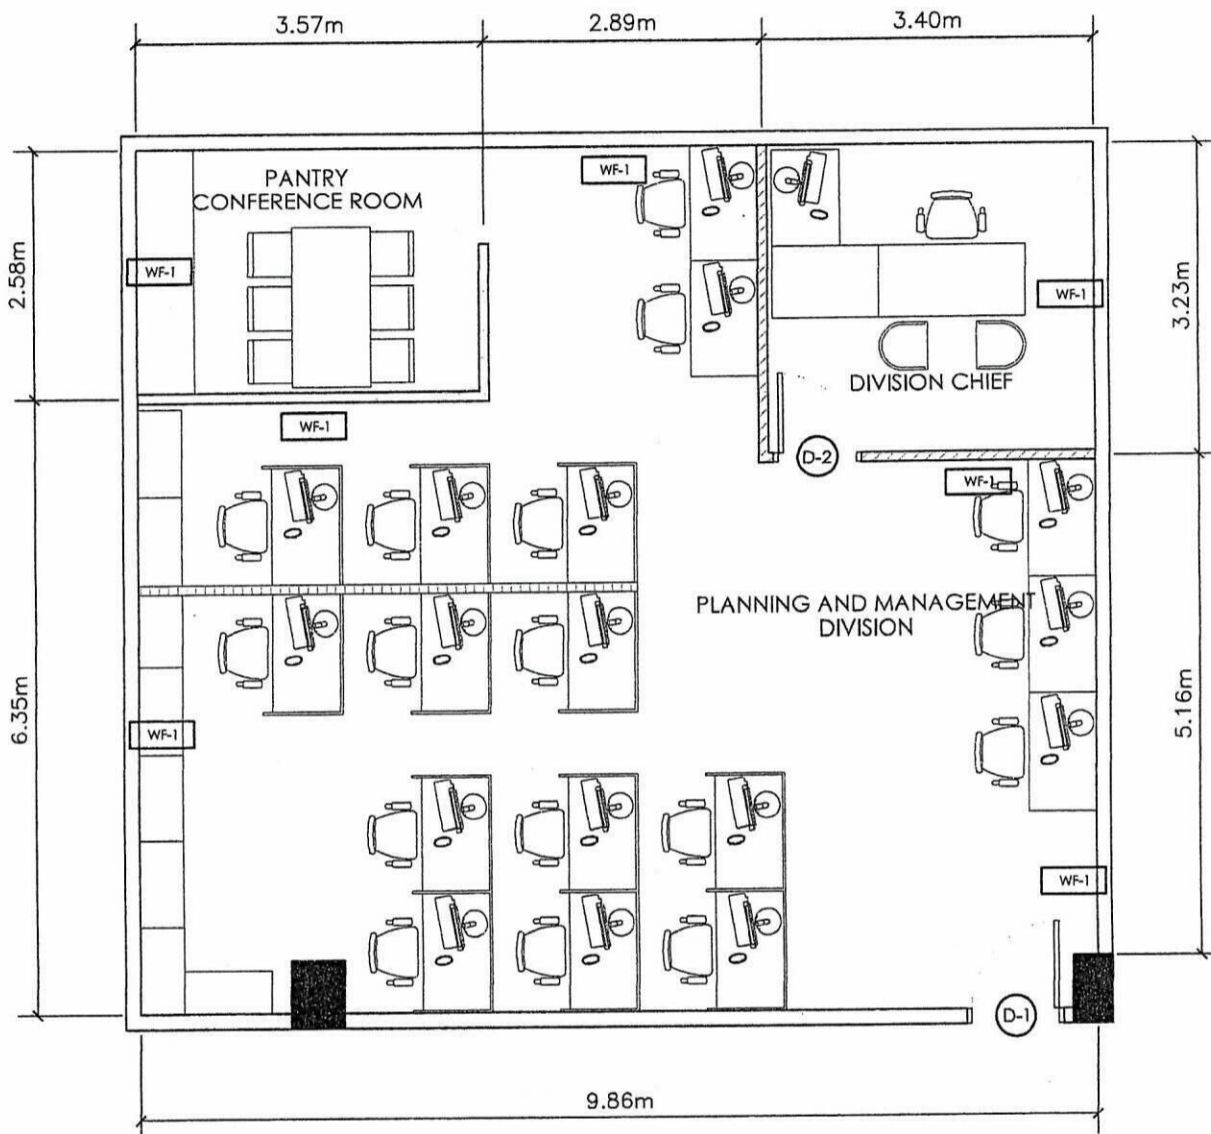 3.57m
2.89m
3.40m
PANTRY
CONFERENCE ROOM
WF-1
WF-1
WF-1
2.58m
3.23m
DIVISION CHIEF
WF-1
D-2
WF-1
PLANNING AND MANAGEMENT
DIVISION
6.35m
5.16m
WF-1
WF-1
D-1
9.86m